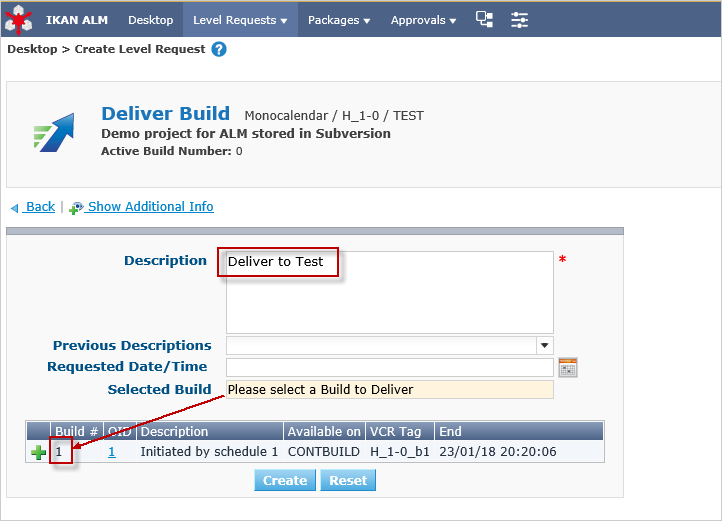 IKAN ALM Desktop Level Requests Packages Approvals
Desktop > Create Level Request ?
Deliver Build Monocalendar / H_1-0 / TEST
Demo project for ALM stored in Subversion
Active Build Number: 0
Back | Show Additional Info
Description Deliver to Test *
Previous Descriptions
Requested Date/Time
Selected Build Please select a Build to Deliver
Build # OID Description Available on VCR Tag End
1 1 Initiated by schedule 1 CONTBUILD H_1-0_b1 23/01/18 20:20:06
Create Reset